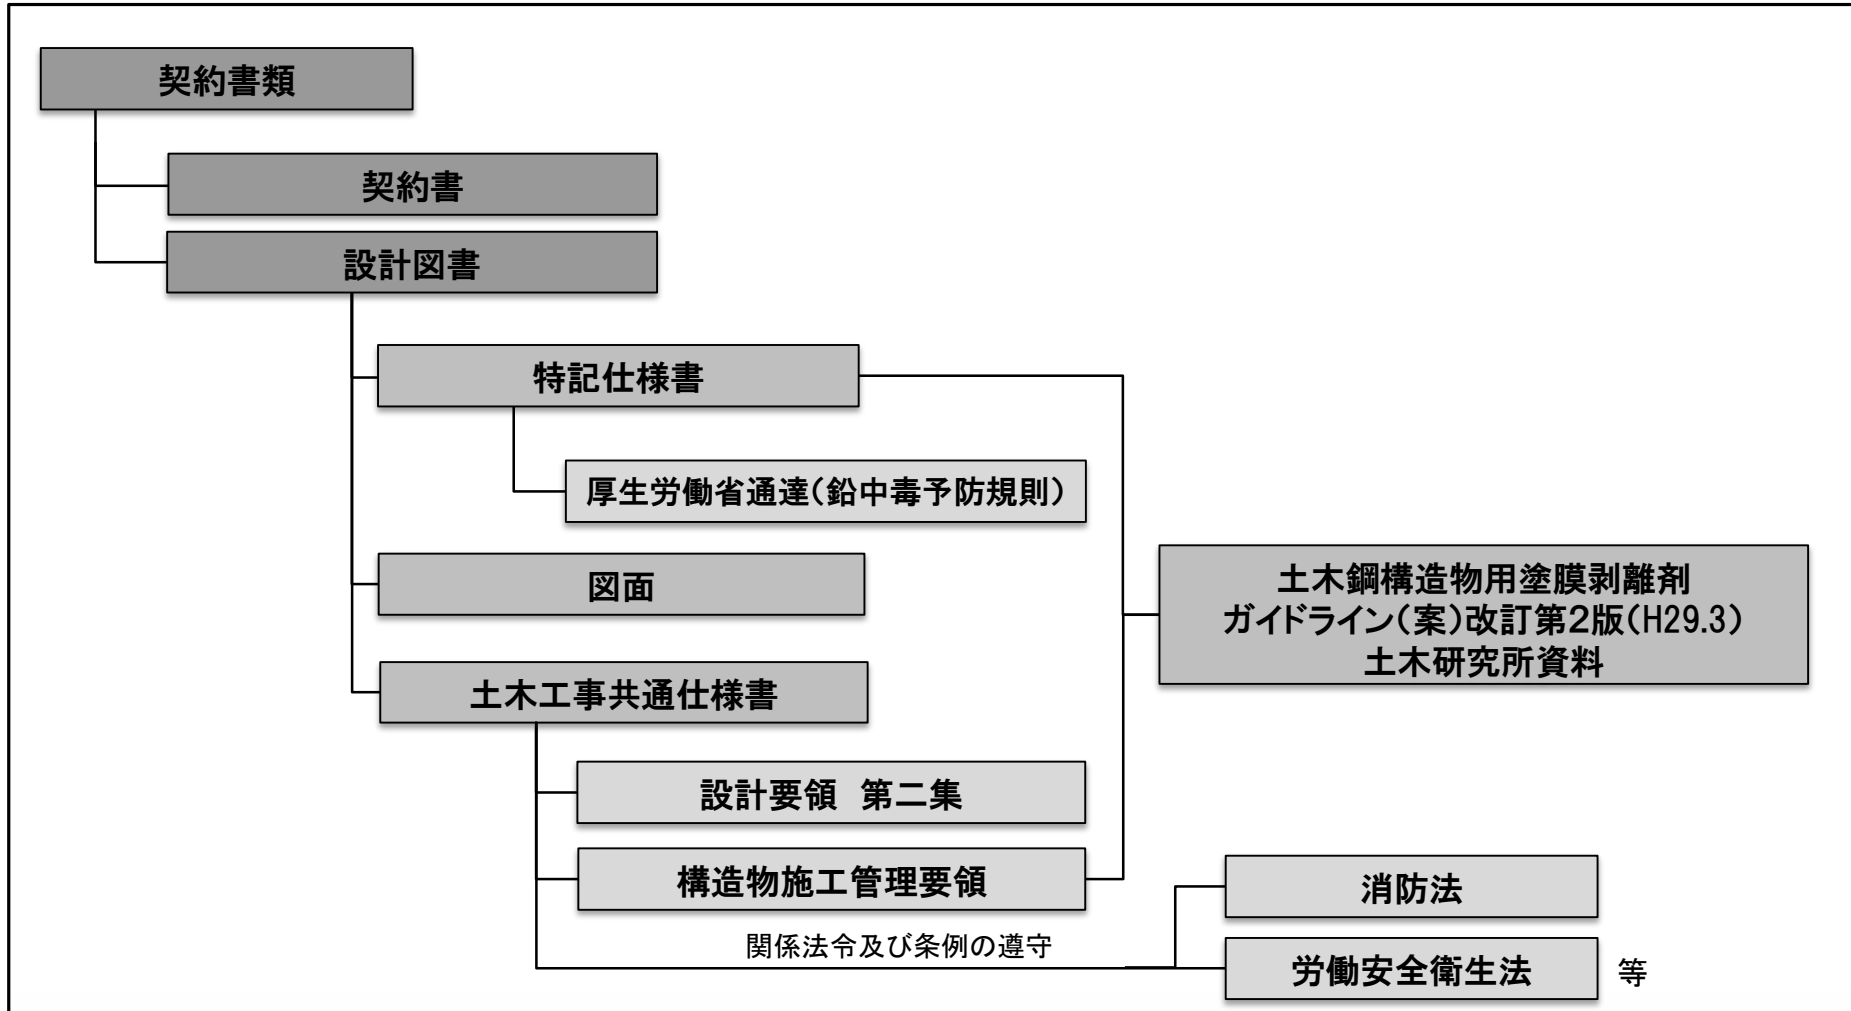 契約書類
契約書
設計図書
特記仕様書
厚生労働省通達(鉛中毒予防規則)
図面
土木鋼構造物用塗膜剥離剤
ガイドライン(案)改訂第2版(H29.3)
土木研究所資料
土木工事共通仕様書
設計要領 第二集
構造物施工管理要領
消防法
関係法令及び条例の遵守
労働安全衛生法 等